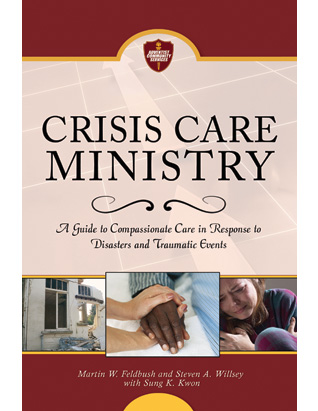 ADVENTIST
COMMUNITY
SERVICES
CRISIS CARE
MINISTRY
A Guide to Compassionate Care in Response to
Disasters and Traumatic Events
Martin W. Feldbush and Steven A. Willsey
with Sung K. Kwon